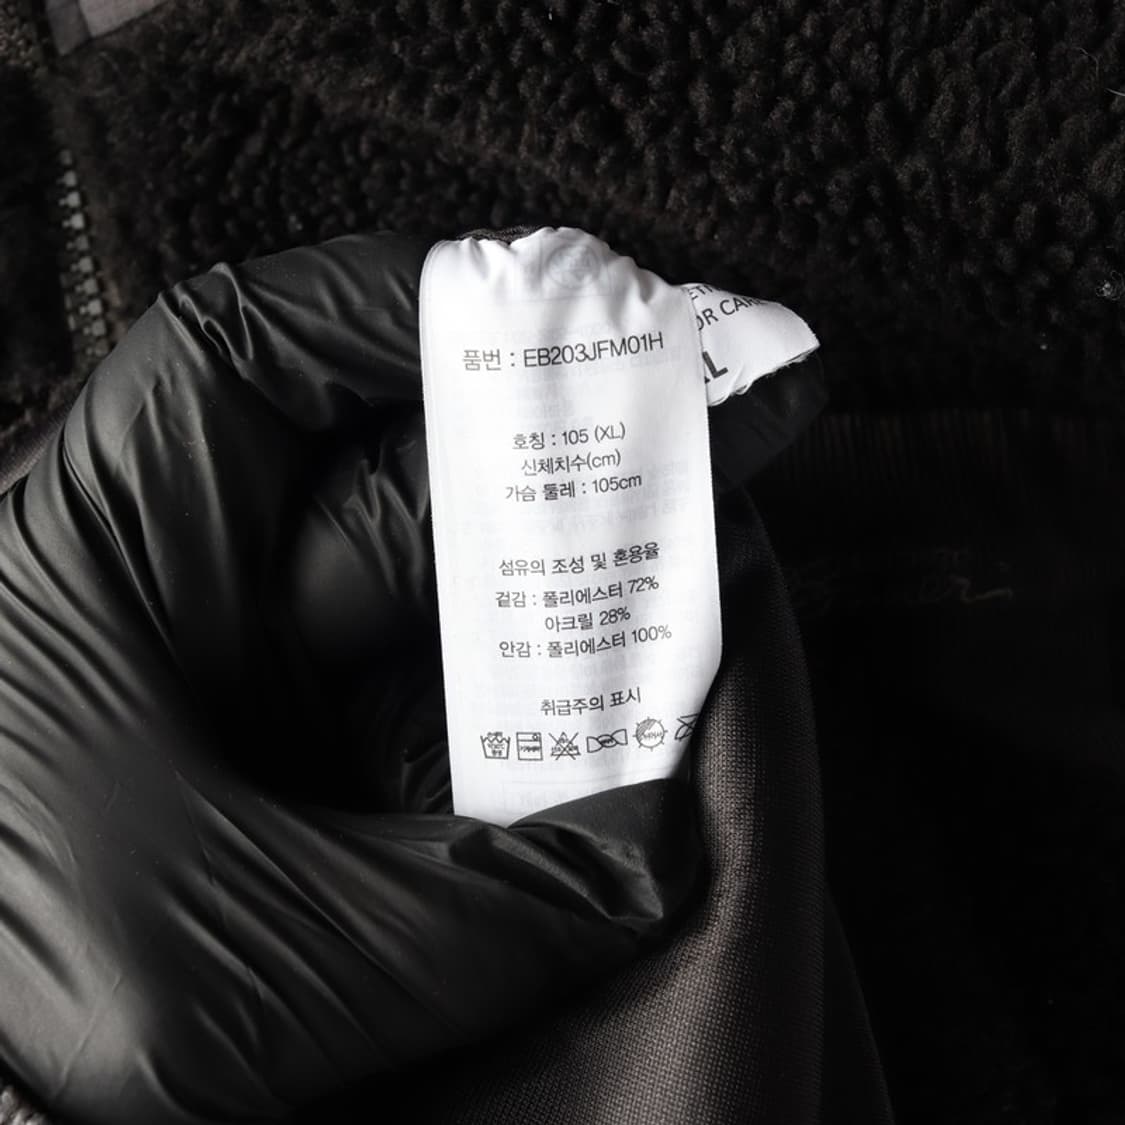 품번 : EB203JFM01H
호칭 : 105 (XL)
신체치수(cm)
가슴 둘레 : 105cm
섬유의 조성 및 혼용율
겉감 : 폴리에스터 72%
아크릴 28%
안감 : 폴리에스터 100%
취급주의 표시